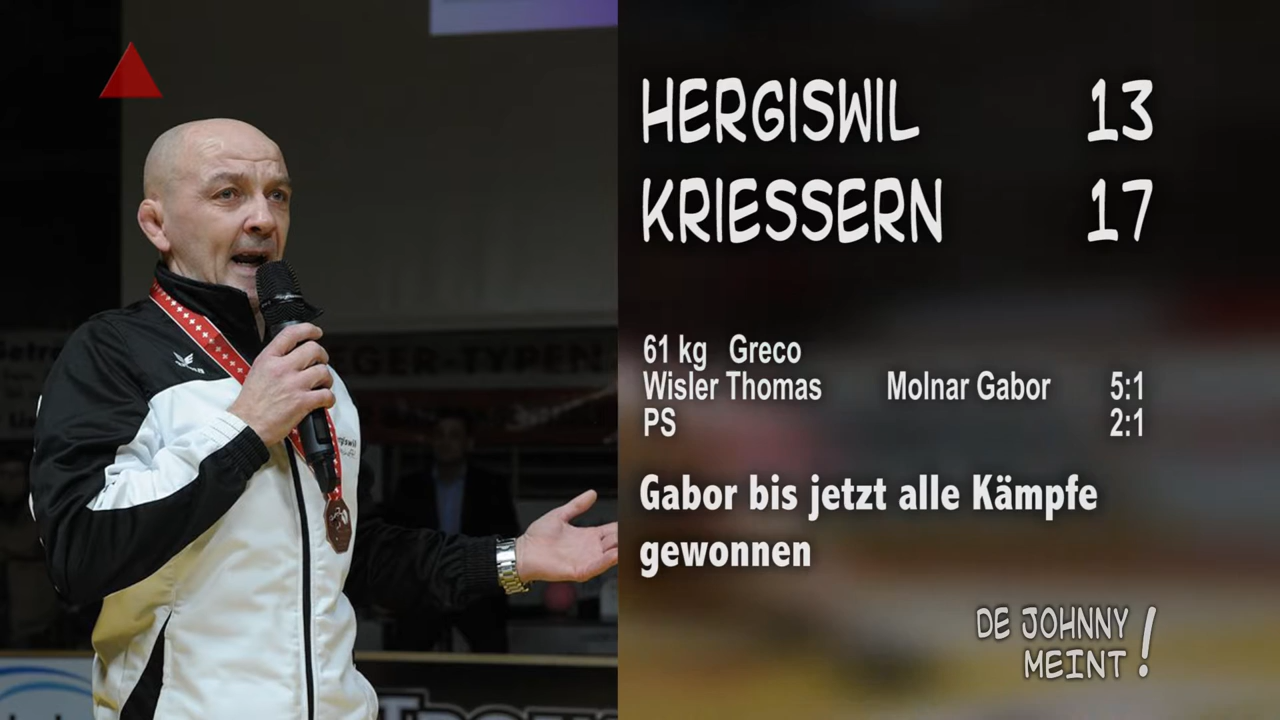 HERGISWIL 13
KRIESSERN 17
61 kg Greco
Wisler Thomas Molnar Gabor 5:1
PS 2:1
Gabor bis jetzt alle Kämpfe
gewonnen
DE JOHNNY
MEINT!